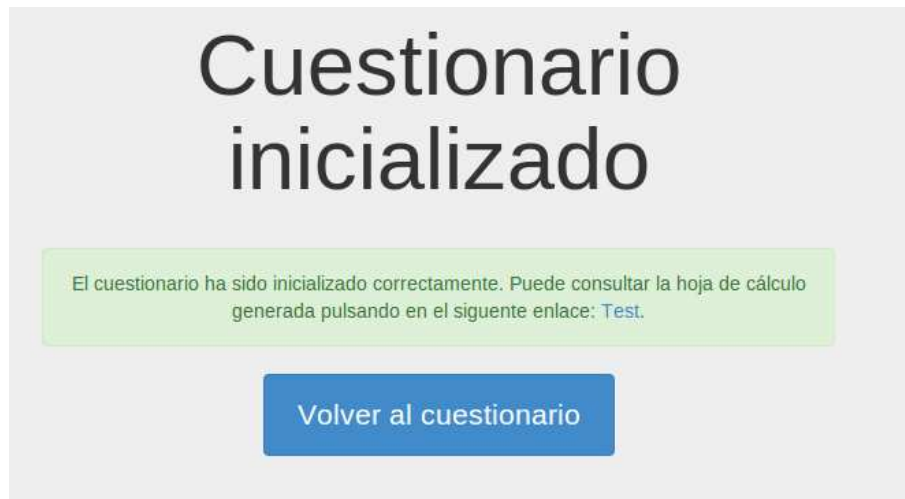 Cuestionario
inicializado
El cuestionario ha sido inicializado correctamente. Puede consultar la hoja de cálculo
generada pulsando en el siguente enlace: Test.
Volver al cuestionario